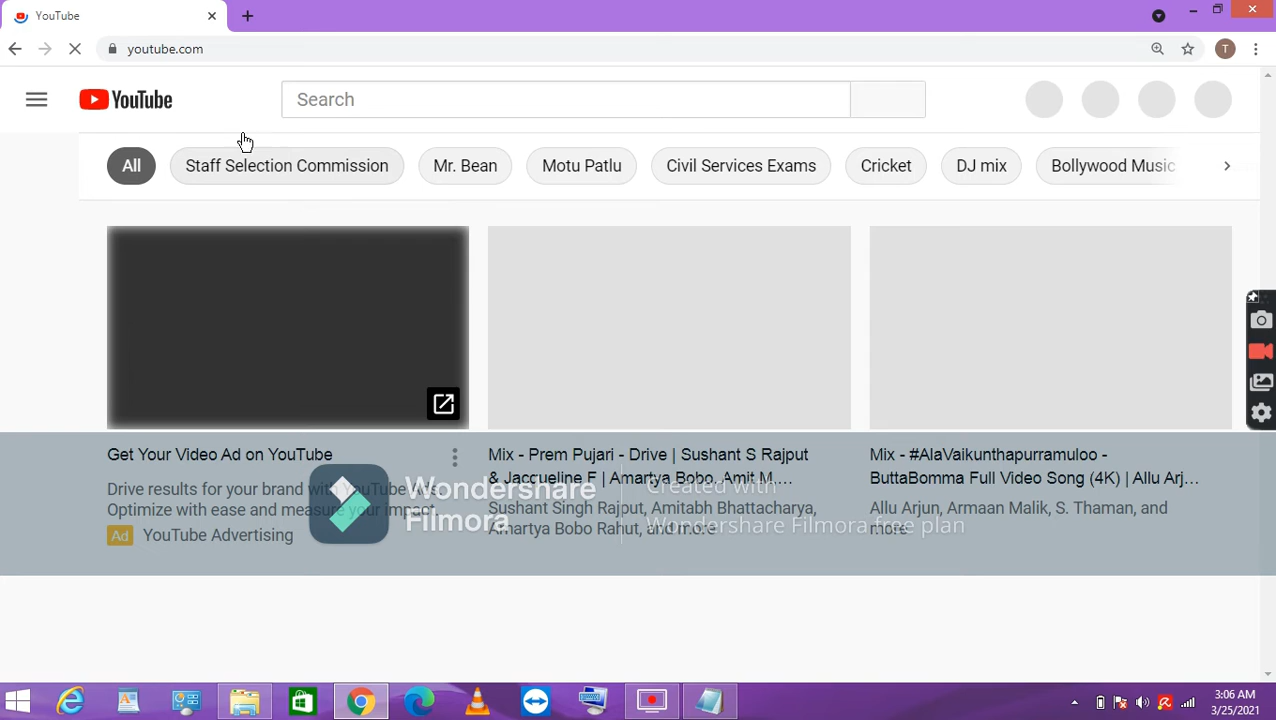 YouTube
youtube.com
T
YouTube
Search
All
Staff Selection Commission
Mr. Bean
Motu Patlu
Civil Services Exams
Cricket
DJ mix
Bollywood Music
Get Your Video Ad on YouTube
Drive results for your brand with YouTube Ads.
Optimize with ease and measure your impact.
Ad YouTube Advertising
Mix - Prem Pujari - Drive | Sushant S Rajput
& Jacqueline F | Amartya Bobo, Amit M....
Sushant Singh Rajput, Amitabh Bhattacharya,
Amartya Bobo Rahut, and more
Mix - #AlaVaikunthapurramuloo -
ButtaBomma Full Video Song (4K) | Allu Arj...
Allu Arjun, Armaan Malik, S. Thaman, and
more
Wondershare
Filmora
Created with
Wondershare Filmora free plan
3:06 AM
3/25/2021